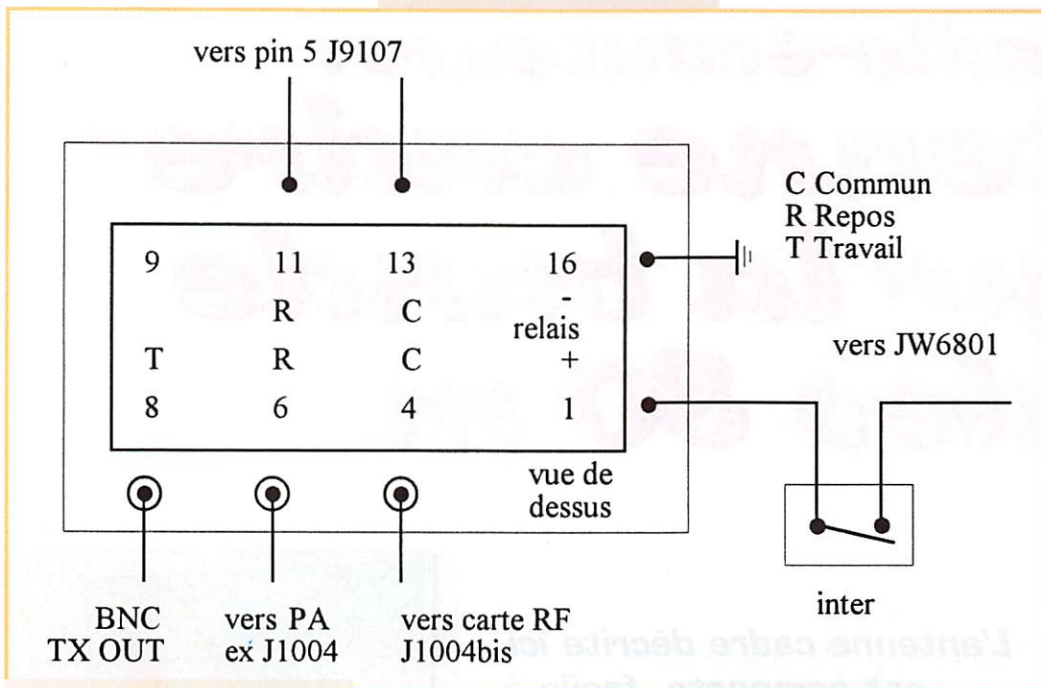 vers pin 5 J9107
C Commun
R Repos
T Travail
9 11 13 16
R C -
relais
T R C +
8 6 4 1
vers JW6801
vue de
dessus
inter
BNC
TX OUT
vers PA
ex J1004
vers carte RF
J1004bis